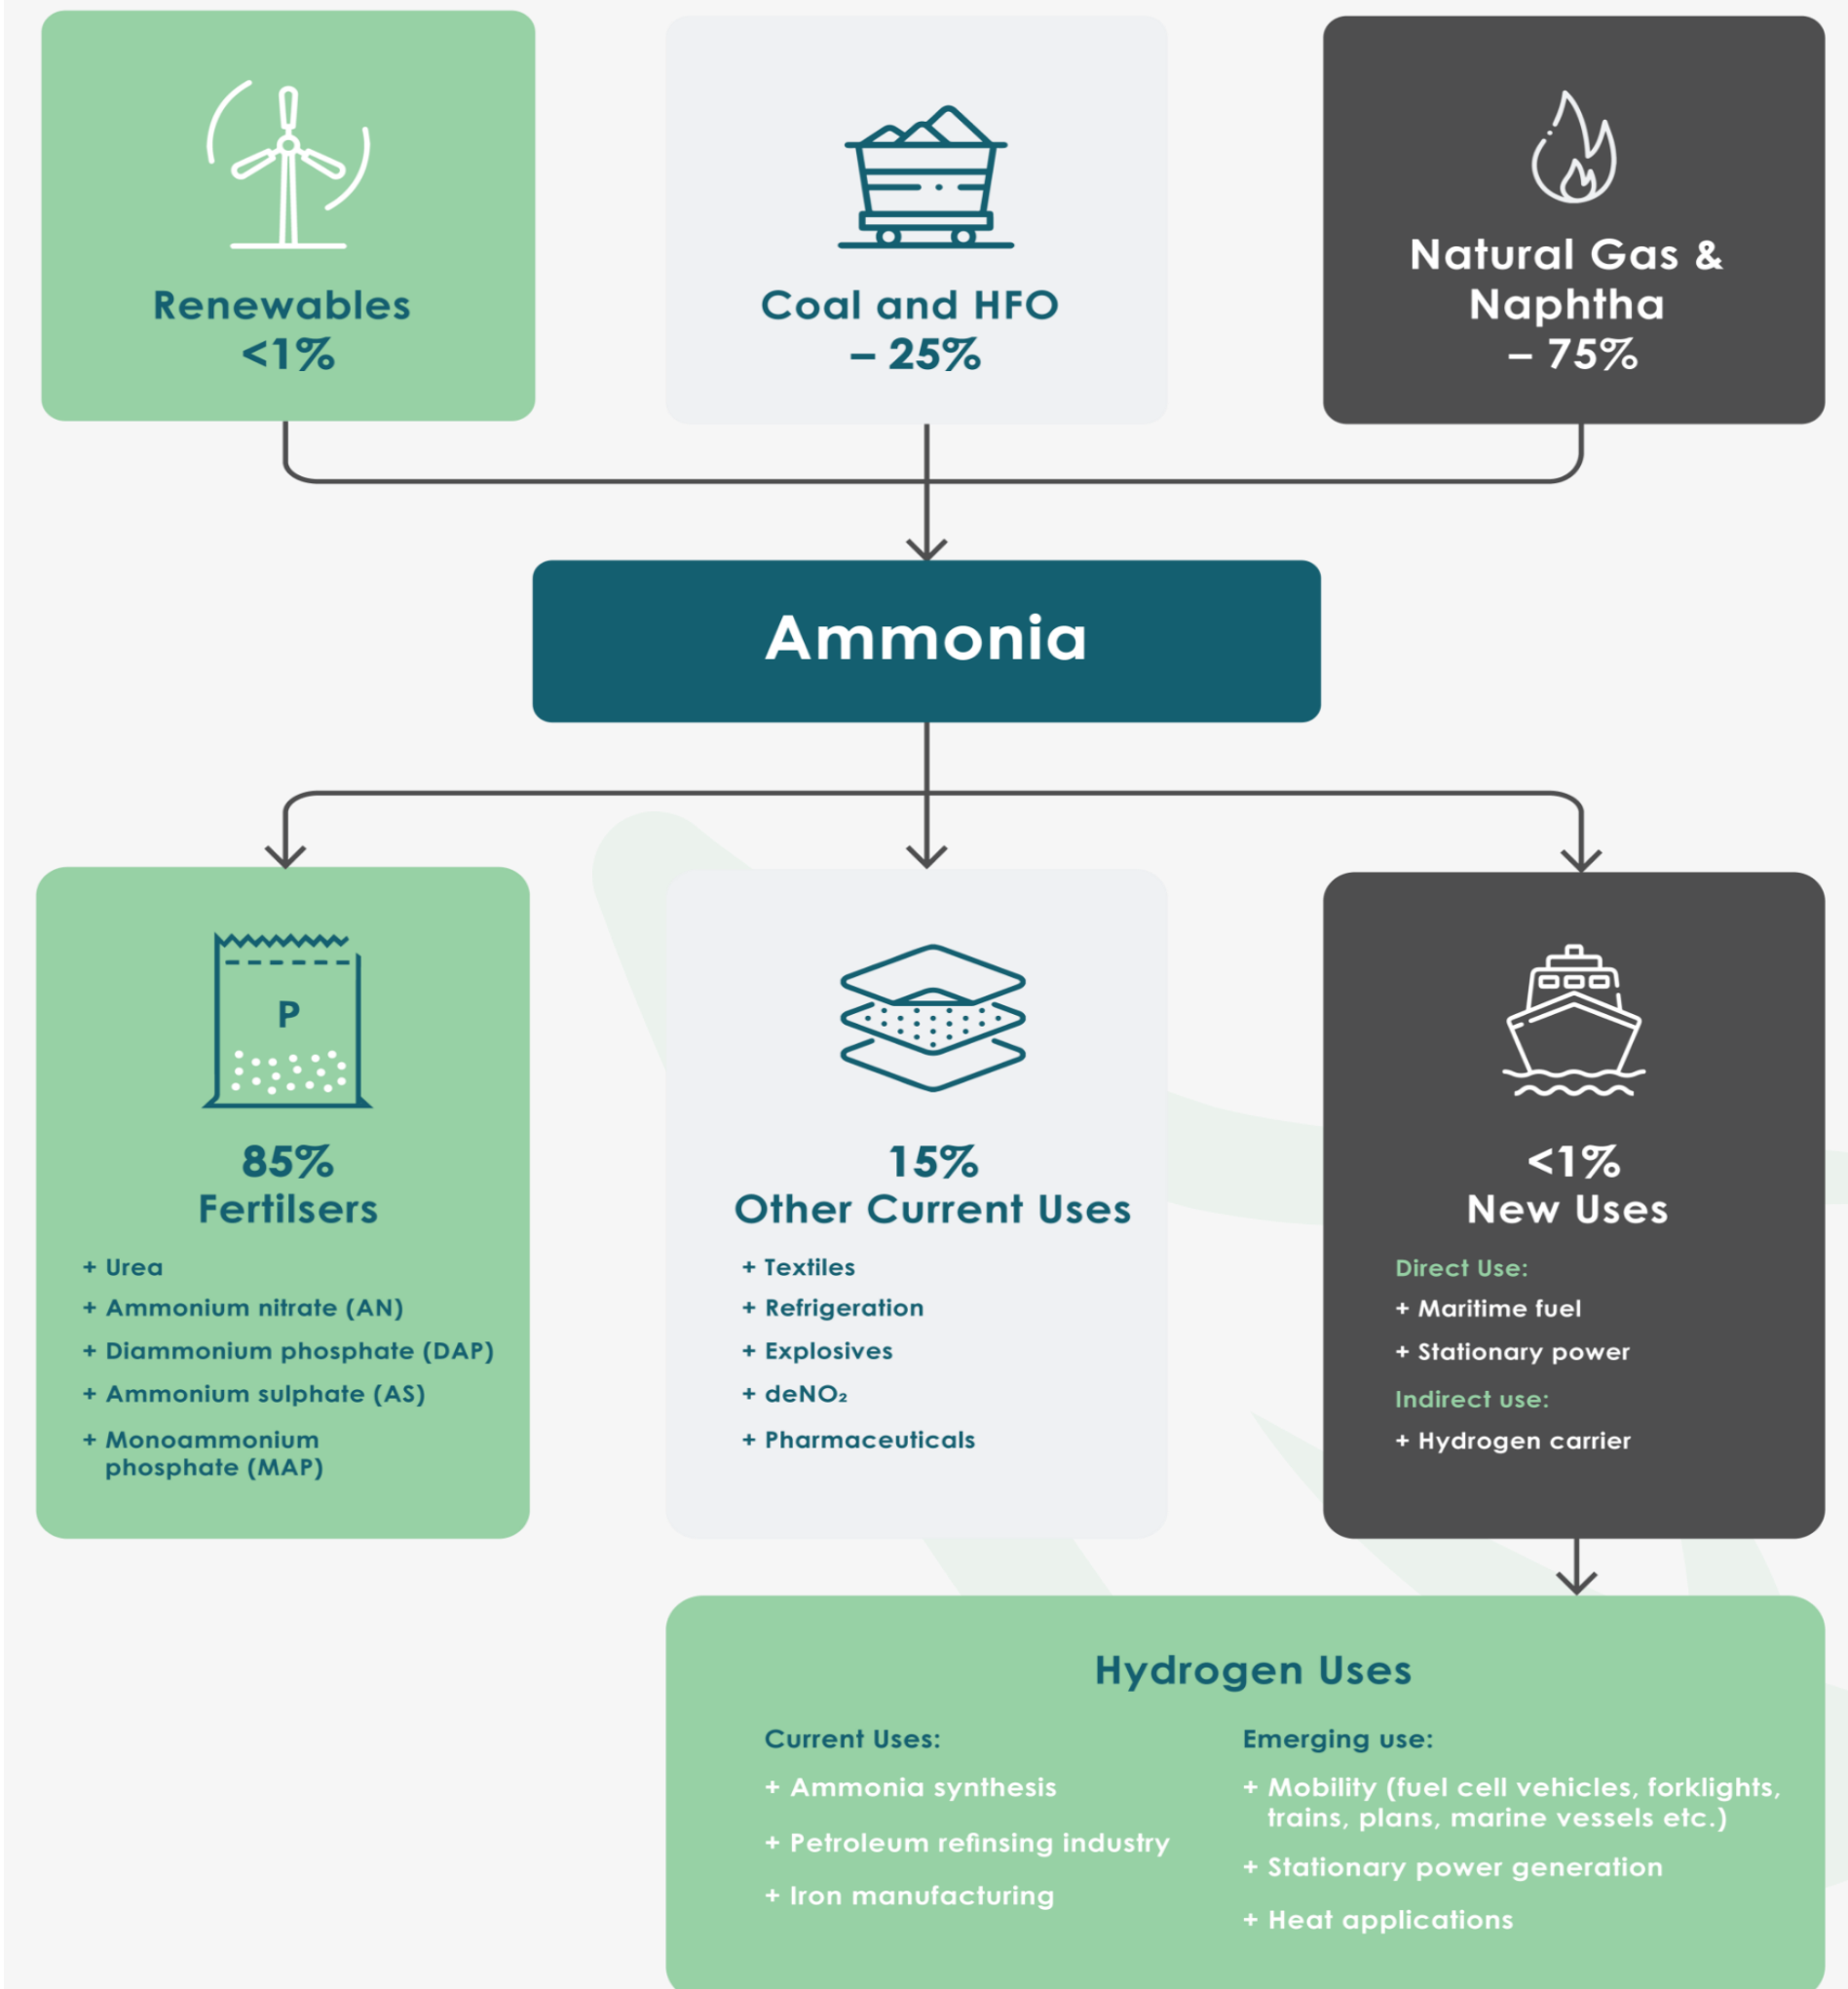 Renewables
<1%
Coal and HFO
– 25%
Natural Gas &
Naphtha
– 75%
Ammonia
P
85%
Fertilsers
+ Urea
+ Ammonium nitrate (AN)
+ Diammonium phosphate (DAP)
+ Ammonium sulphate (AS)
+ Monoammonium
phosphate (MAP)
15%
Other Current Uses
+ Textiles
+ Refrigeration
+ Explosives
+ deNO₂
+ Pharmaceuticals
<1%
New Uses
Direct Use:
+ Maritime fuel
+ Stationary power
Indirect use:
+ Hydrogen carrier
Hydrogen Uses
Current Uses:
+ Ammonia synthesis
+ Petroleum refinsing industry
+ Iron manufacturing
Emerging use:
+ Mobility (fuel cell vehicles, forklights,
trains, plans, marine vessels etc.)
+ Stationary power generation
+ Heat applications